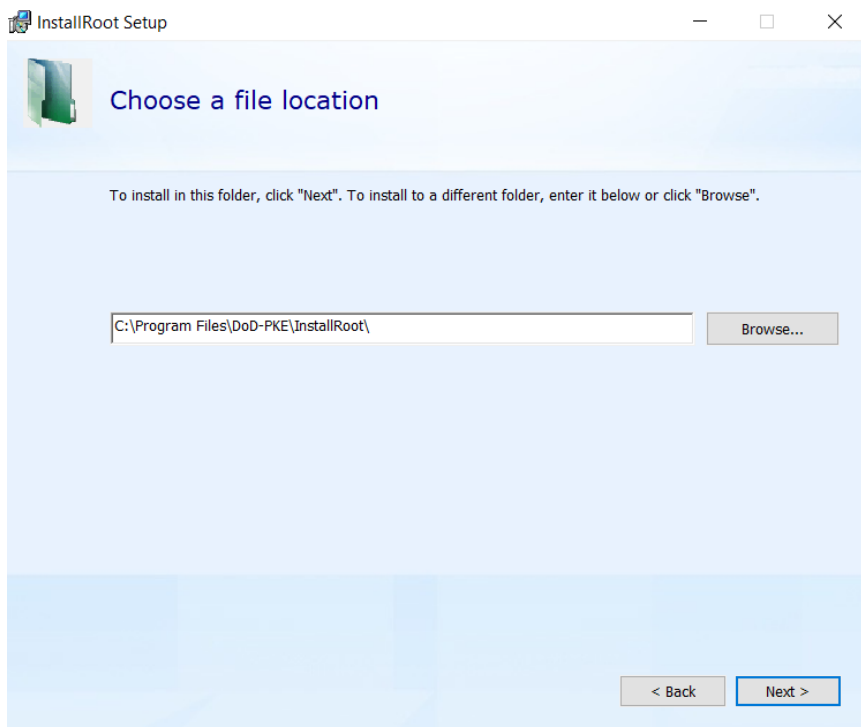 InstallRoot Setup
Choose a file location
To install in this folder, click "Next". To install to a different folder, enter it below or click "Browse".
C:\Program Files\DoD-PKE\InstallRoot\
Browse...
< Back
Next >